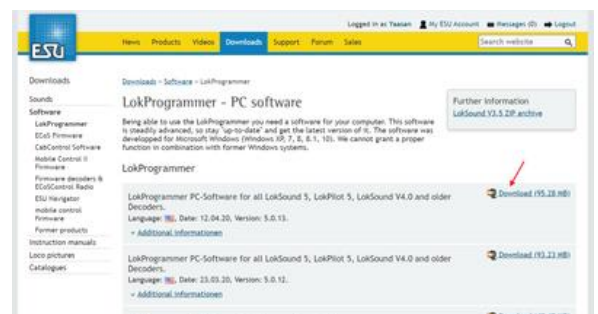 Logged in as Yaasan My ESU Account Messages (0) Logout
ESU
News Products Videos Downloads Support Forum Sales
Search website
Downloads
Downloads - Software - LokProgrammer
Sounds
Software
LokProgrammer
ECoS Firmware
CabControl Software
Mobile Control II
Firmware
Firmware decoders &
ECoSControl Radio
ESU Navigator
mobile control
Firmware
Former products
Instruction manuals
Loco pictures
Catalogues
LokProgrammer - PC software
Being able to use the LokProgrammer you need a software for your computer. This software
is steadily advanced, so stay "up-to-date" and get the latest version of it. The software was
developped for Microsoft Windows (Windows XP, 7, 8, 8.1, 10). We cannot grant a proper
function in combination with former Windows systems.
Further information
LokSound V3.5 ZIP archive
LokProgrammer
LokProgrammer PC-Software for all LokSound 5, LokPilot 5, LokSound V4.0 and older
Decoders.
Language: Date: 12.04.20, Version: 5.0.13.
Additional informationen
Download (95.28 MB)
LokProgrammer PC-Software for all LokSound 5, LokPilot 5, LokSound V4.0 and older
Decoders.
Language: Date: 23.03.20, Version: 5.0.12.
Additional informationen
Download (93.23 MB)